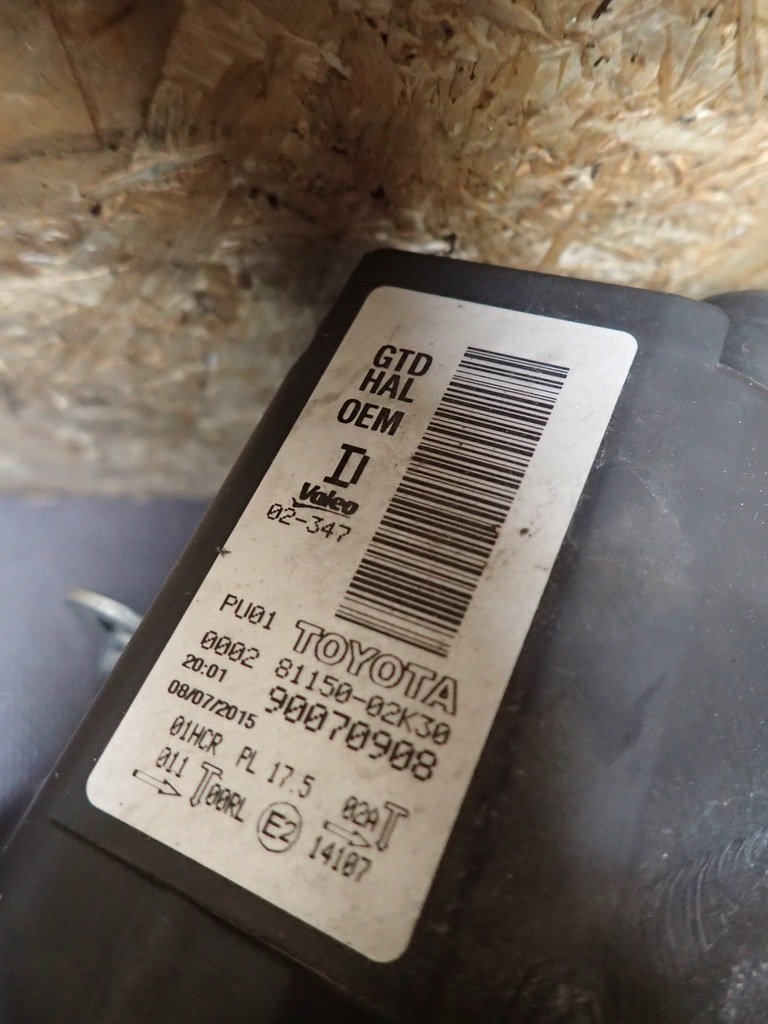 GTD
HAL
OEM
D
Valeo
02-347
PU01 TOYOTA
0002 81150-02K30
20:01 90070908
08/07/2015
01HCR PL 17.5
011 00RL E2 02A
14107